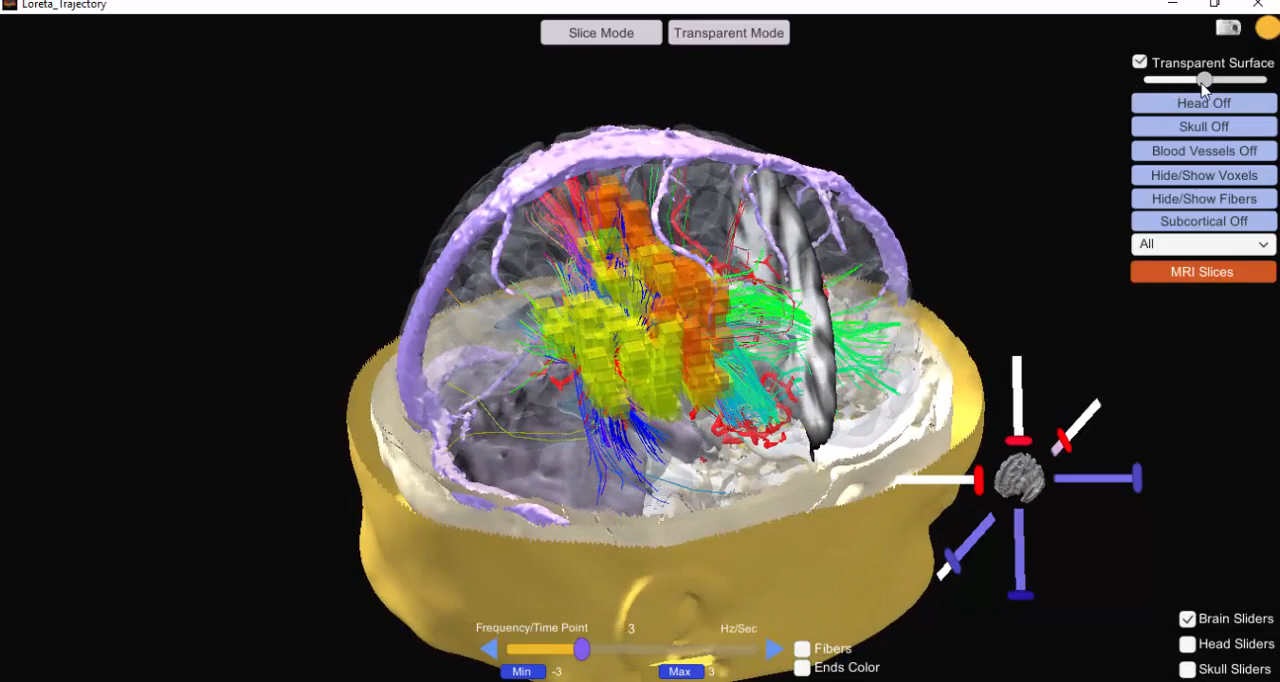 Loreta_Trajectory
Slice Mode
Transparent Mode
Transparent Surface
Head Off
Skull Off
Blood Vessels Off
Hide/Show Voxels
Hide/Show Fibers
Subcortical Off
All
MRI Slices
Frequency/Time Point
3
Hz/Sec
Min
-3
Max
3
Fibers
Ends Color
Brain Sliders
Head Sliders
Skull Sliders